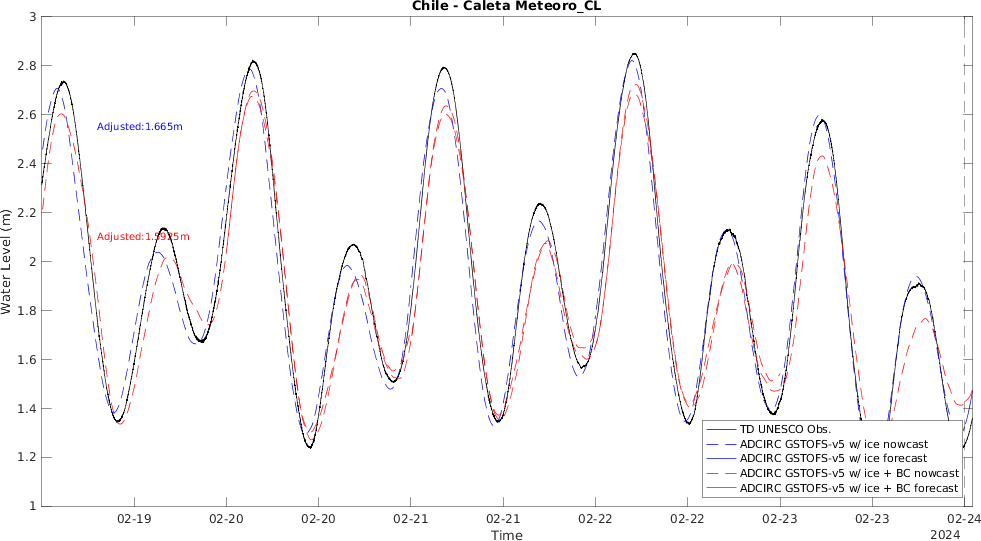 Chile - Caleta Meteoro_CL
3
2.8
2.6
2.4
2.2
2
1.8
1.6
1.4
1.2
1
Water Level (m)
Adjusted:1.665m
Adjusted:1.5925m
TD UNESCO Obs.
ADCIRC GSTOFS-v5 w/ ice nowcast
ADCIRC GSTOFS-v5 w/ ice forecast
ADCIRC GSTOFS-v5 w/ ice + BC nowcast
ADCIRC GSTOFS-v5 w/ ice + BC forecast
02-19 02-20 02-20 02-21 02-21 02-22 02-22 02-23 02-23 02-24
Time
2024